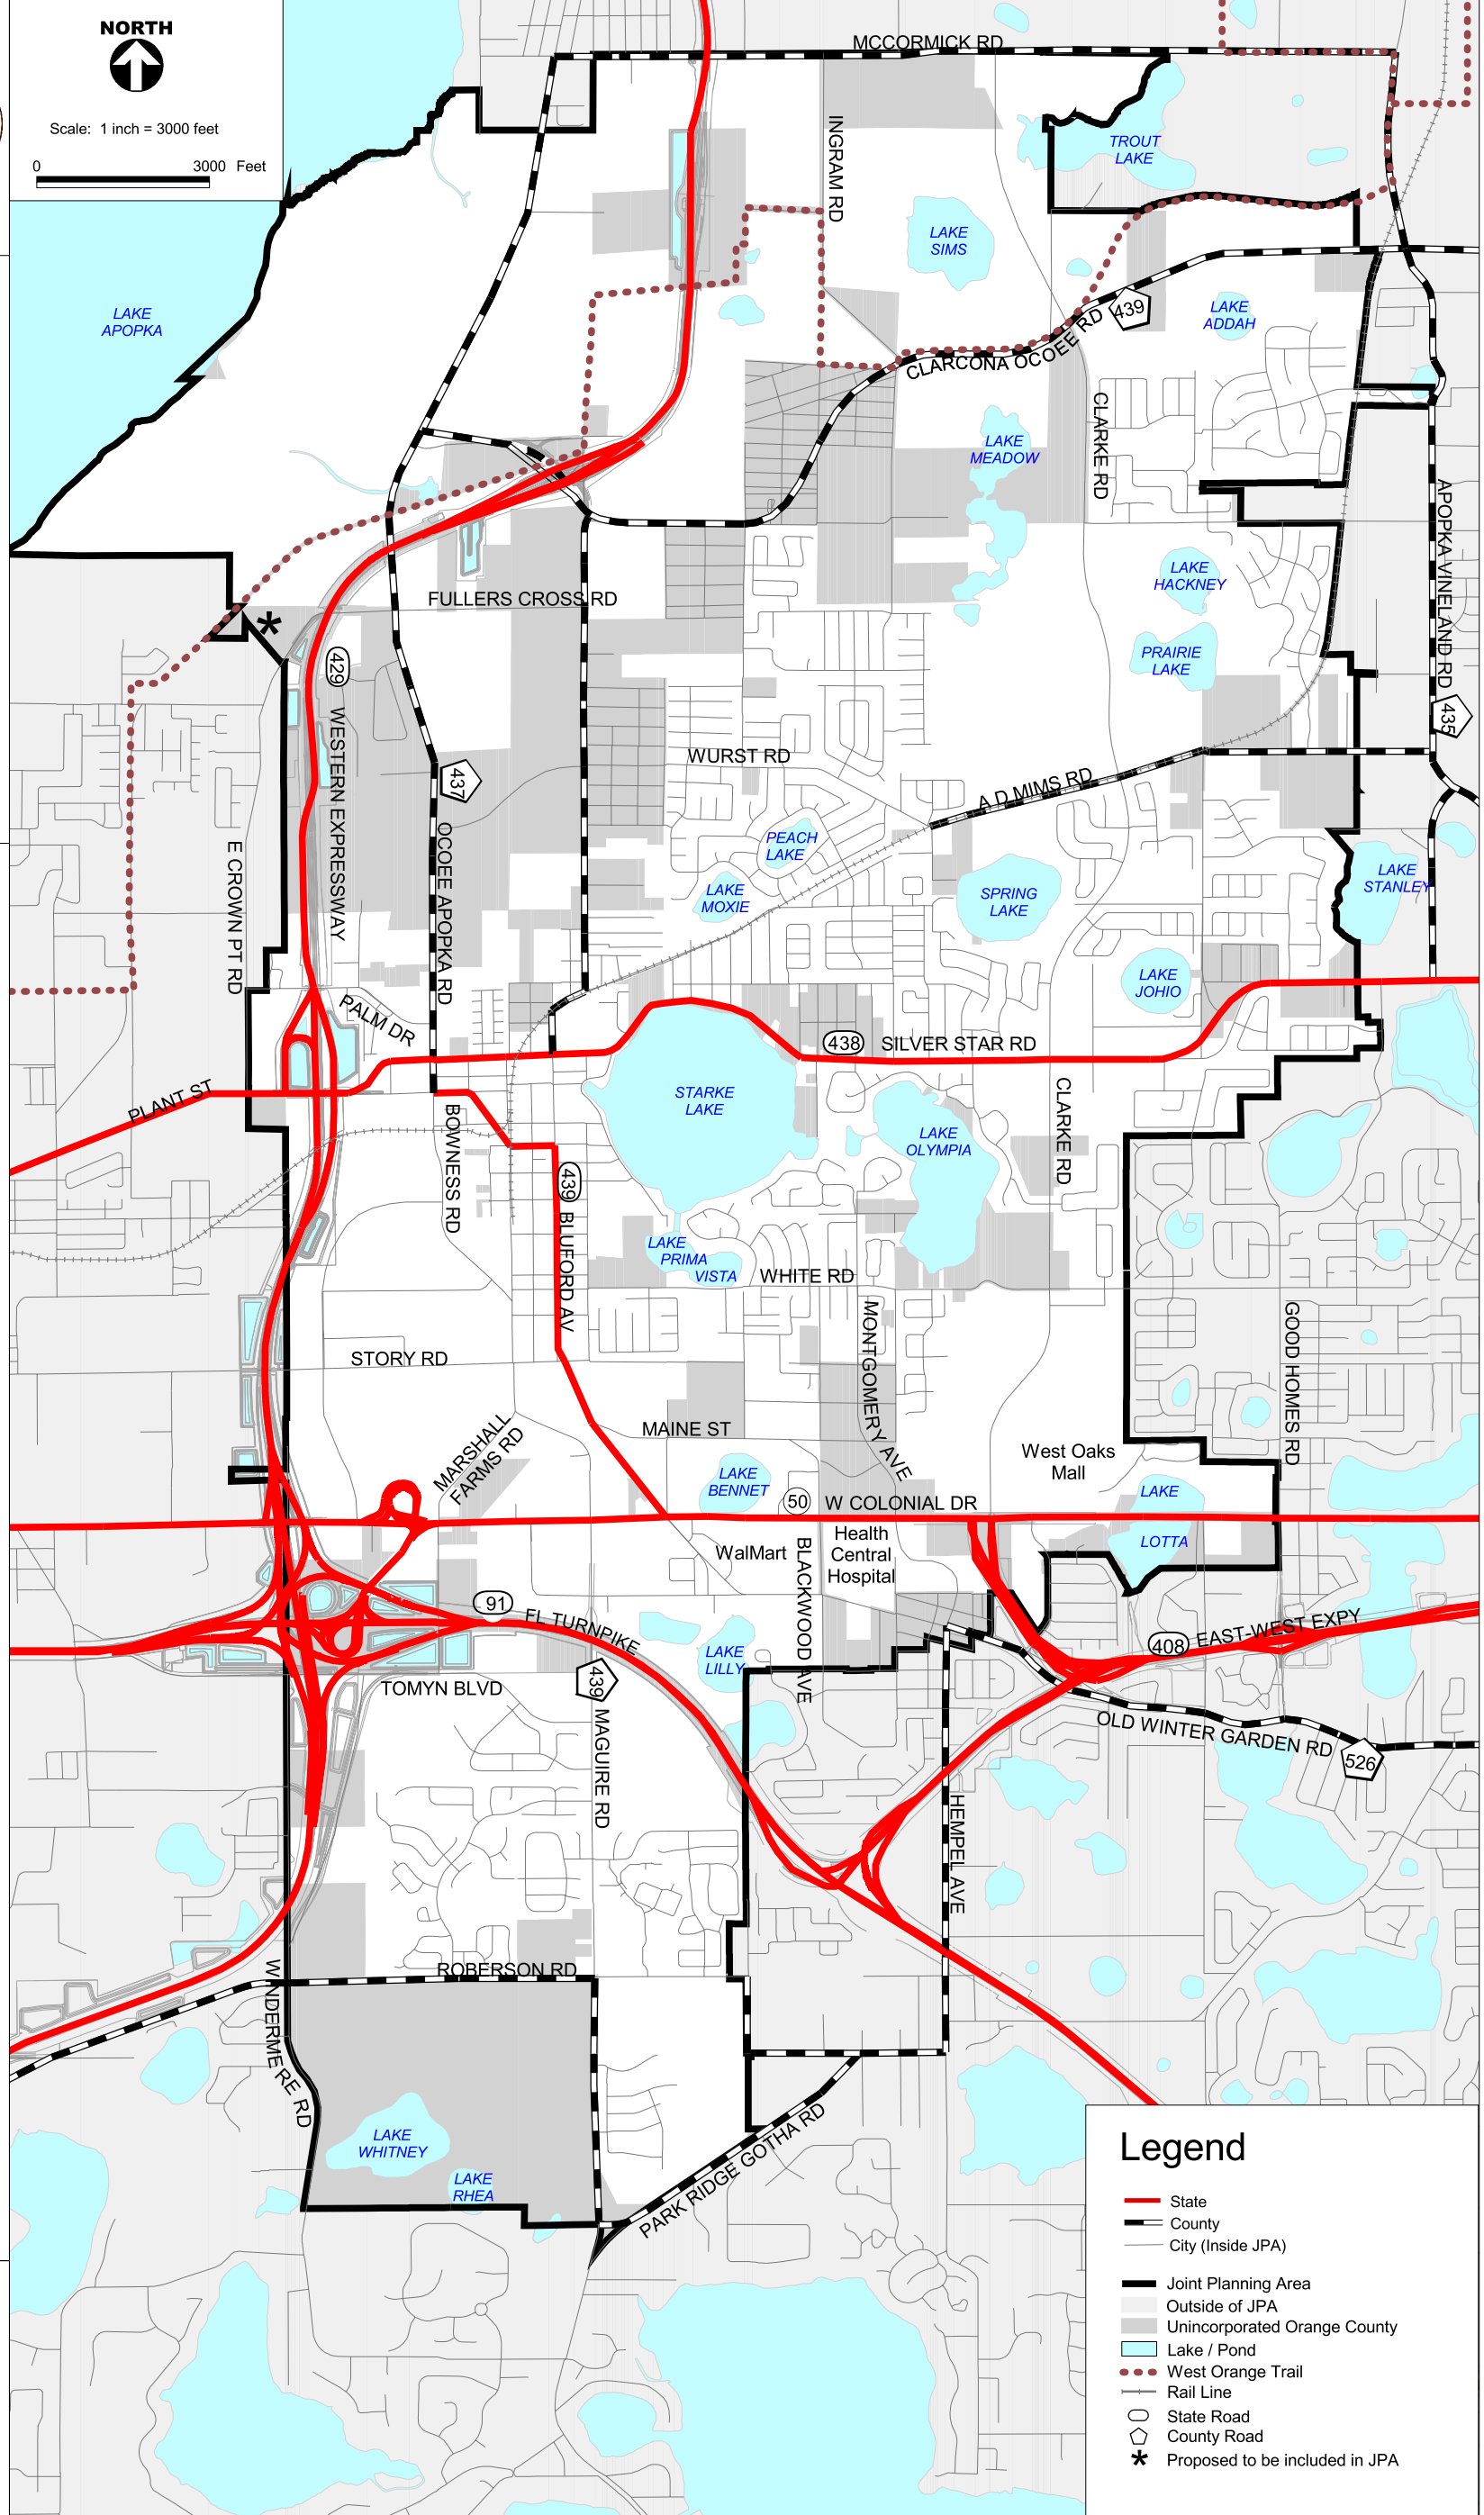 NORTH
Scale: 1 inch = 3000 feet
0 3000 Feet
MCCORMICK RD
INGRAM RD
TROUT
LAKE
LAKE
SIMS
LAKE
APOPKA
LAKE
ADDAH
439
CLARCONA OCOEE RD
CLARKE RD
LAKE
MEADOW
APOPKA VINELAND RD
435
LAKE
HACKNEY
FULLERS CROSS RD
*
PRAIRIE
LAKE
429
WESTERN EXPRESSWAY
WURST RD
437
OCOEE APOPKA RD
A D MIMS RD
E CROWN PT RD
PEACH
LAKE
LAKE
MOXIE
SPRING
LAKE
LAKE
STANLEY
LAKE
JOHIO
PALM DR
438
SILVER STAR RD
PLANT ST
STARKE
LAKE
CLARKE RD
BOWNESS RD
LAKE
OLYMPIA
439
BLUFORD AV
LAKE
PRIMA
VISTA
WHITE RD
MONTGOMERY AVE
GOOD HOMES RD
STORY RD
MAINE ST
MARSHALL
FARMS RD
West Oaks
Mall
LAKE
BENNET
LAKE
LOTTA
50
W COLONIAL DR
WalMart
Health
Central
Hospital
BLACKWOOD AVE
91
FL TURNPIKE
408
EAST-WEST EXPY
LAKE
LILLY
439
MAGUIRE RD
TOMYN BLVD
OLD WINTER GARDEN RD
526
HEMPEL AVE
ROBERSON RD
WINDERMERE RD
LAKE
WHITNEY
LAKE
RHEA
PARK RIDGE GOTHA RD
Legend
State
County
City (Inside JPA)
Joint Planning Area
Outside of JPA
Unincorporated Orange County
Lake / Pond
West Orange Trail
Rail Line
State Road
County Road
* Proposed to be included in JPA